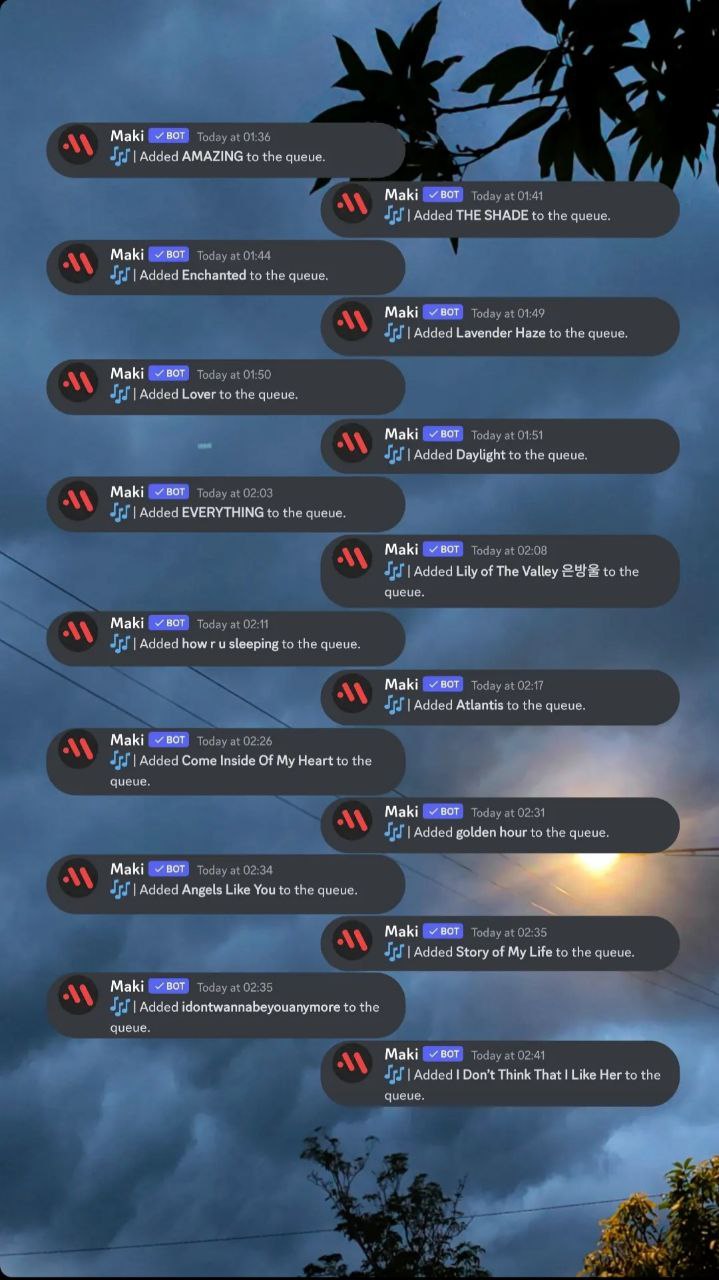 Maki ✓ BOT Today at 01:36
🎶 | Added AMAZING to the queue.
Maki ✓ BOT Today at 01:41
🎶 | Added THE SHADE to the queue.
Maki ✓ BOT Today at 01:44
🎶 | Added Enchanted to the queue.
Maki ✓ BOT Today at 01:49
🎶 | Added Lavender Haze to the queue.
Maki ✓ BOT Today at 01:50
🎶 | Added Lover to the queue.
Maki ✓ BOT Today at 01:51
🎶 | Added Daylight to the queue.
Maki ✓ BOT Today at 02:03
🎶 | Added EVERYTHING to the queue.
Maki ✓ BOT Today at 02:08
🎶 | Added Lily of The Valley 은방울 to the
queue.
Maki ✓ BOT Today at 02:11
🎶 | Added how r u sleeping to the queue.
Maki ✓ BOT Today at 02:17
🎶 | Added Atlantis to the queue.
Maki ✓ BOT Today at 02:26
🎶 | Added Come Inside Of My Heart to the
queue.
Maki ✓ BOT Today at 02:31
🎶 | Added golden hour to the queue.
Maki ✓ BOT Today at 02:34
🎶 | Added Angels Like You to the queue.
Maki ✓ BOT Today at 02:35
🎶 | Added Story of My Life to the queue.
Maki ✓ BOT Today at 02:35
🎶 | Added idontwannabeyouanymore to the
queue.
Maki ✓ BOT Today at 02:41
🎶 | Added I Don't Think That I Like Her to the
queue.